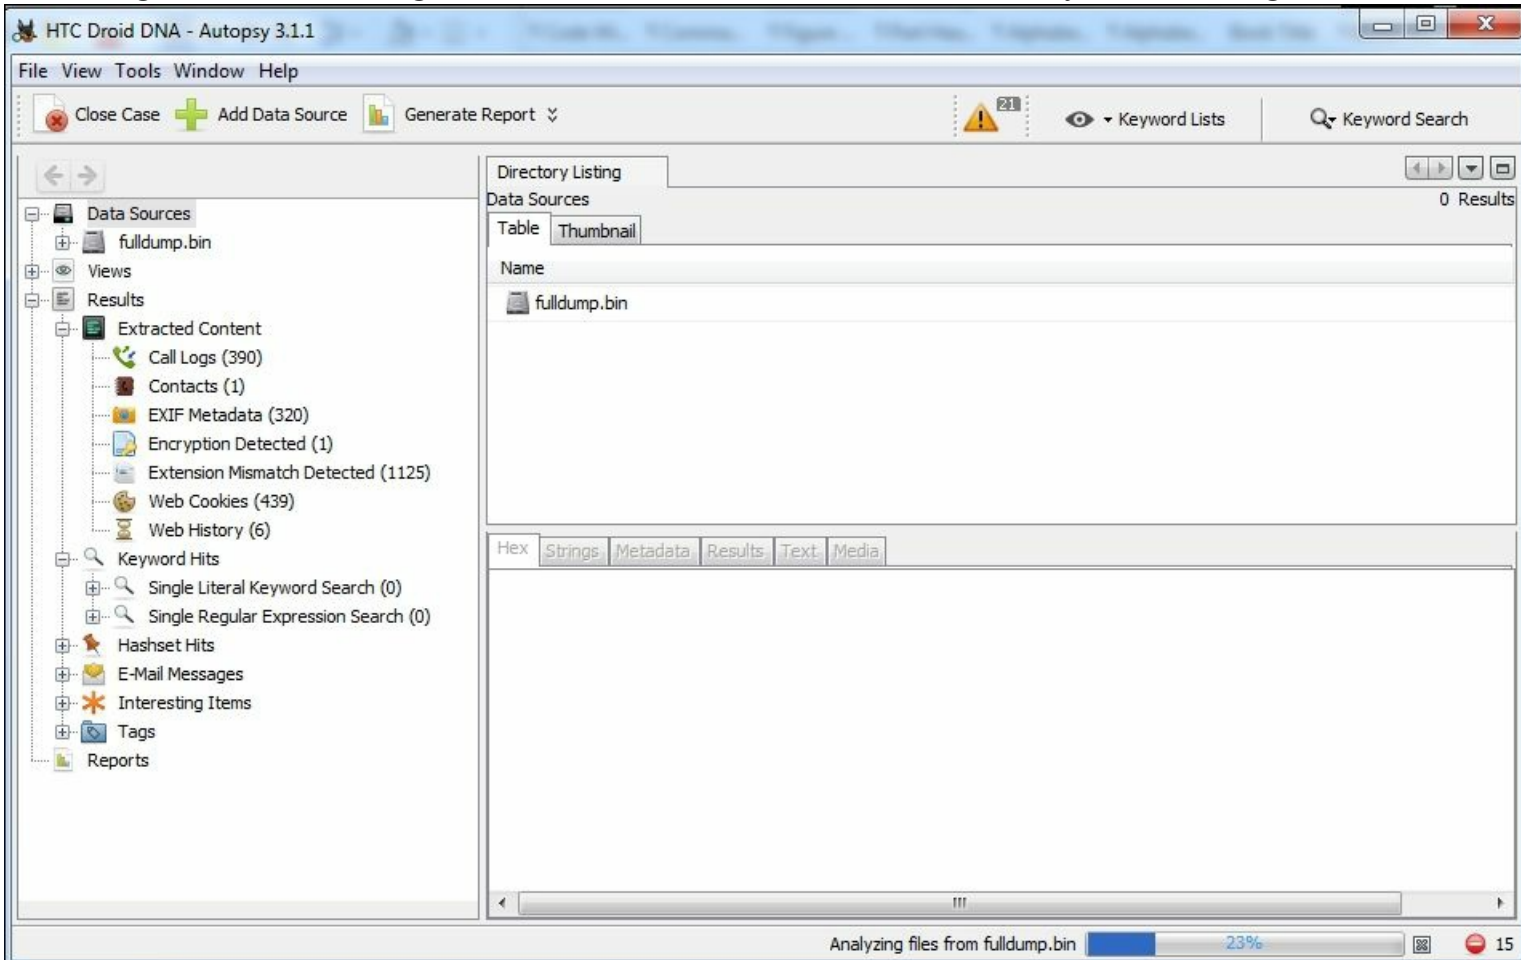 HTC Droid DNA - Autopsy 3.1.1
File View Tools Window Help
Close Case Add Data Source Generate Report 21 Keyword Lists Keyword Search
Directory Listing
Data Sources 0 Results
Table Thumbnail
Name
fulldump.bin
Data Sources
fulldump.bin
Views
Results
Extracted Content
Call Logs (390)
Contacts (1)
EXIF Metadata (320)
Encryption Detected (1)
Extension Mismatch Detected (1125)
Web Cookies (439)
Web History (6)
Keyword Hits
Single Literal Keyword Search (0)
Single Regular Expression Search (0)
Hashset Hits
E-Mail Messages
Interesting Items
Tags
Reports
Hex Strings Metadata Results Text Media
Analyzing files from fulldump.bin 23% 15